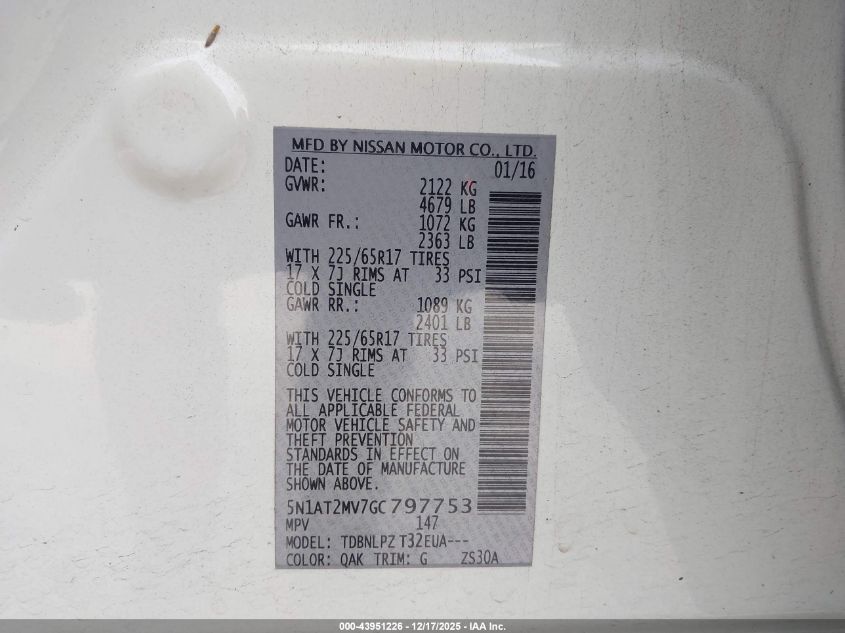 MFD BY NISSAN MOTOR CO., LTD.
DATE: 01/16
GVWR: 2122 KG
4679 LB
GAWR FR.: 1072 KG
2363 LB
WITH 225/65R17 TIRES
17 X 7J RIMS AT 33 PSI
COLD SINGLE
GAWR RR.: 1089 KG
2401 LB
WITH 225/65R17 TIRES
17 X 7J RIMS AT 33 PSI
COLD SINGLE
THIS VEHICLE CONFORMS TO
ALL APPLICABLE FEDERAL
MOTOR VEHICLE SAFETY AND
THEFT PREVENTION
STANDARDS IN EFFECT ON
THE DATE OF MANUFACTURE
SHOWN ABOVE.
5N1AT2MV7GC797753
MPV 147
MODEL: TDBNLPZ T32EUA---
COLOR: QAK TRIM: G ZS30A
000-43951226 - 12/17/2025 - IAA Inc.